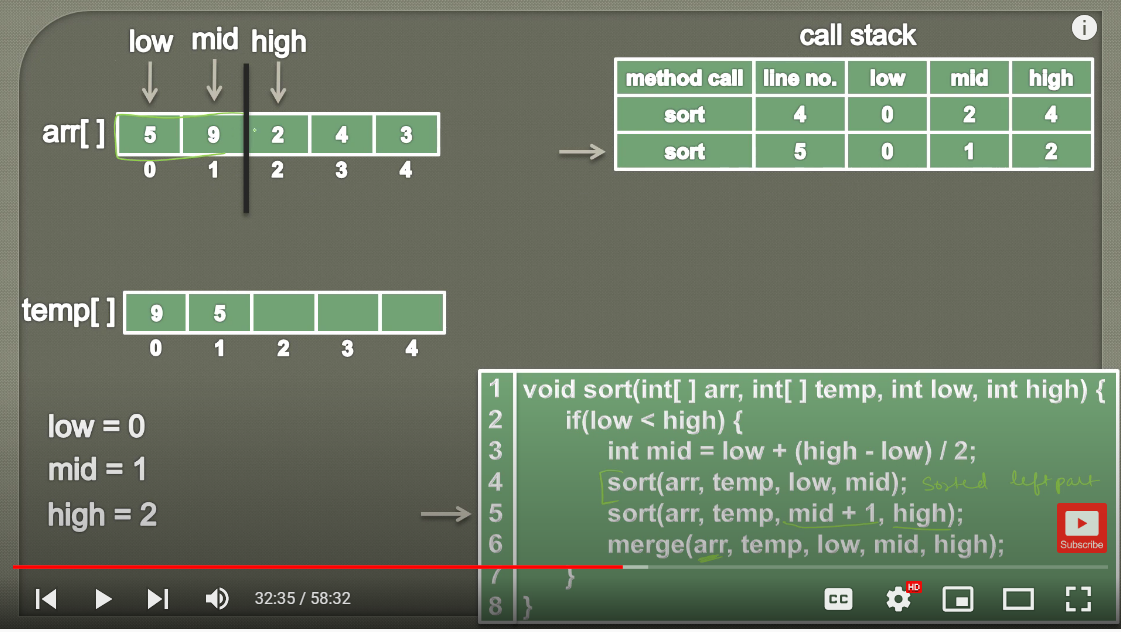 low mid high
arr[ ] 5 9 2 4 3
0 1 2 3 4
call stack
method call line no. low mid high
sort 4 0 2 4
sort 5 0 1 2
temp[ ] 9 5
0 1 2 3 4
low = 0
mid = 1
high = 2
1 void sort(int[ ] arr, int[ ] temp, int low, int high) {
2 if(low < high) {
3 int mid = low + (high - low) / 2;
4 sort(arr, temp, low, mid); sorted left part
5 sort(arr, temp, mid + 1, high);
6 merge(arr, temp, low, mid, high);
7 }
8 }
Subscribe
32:35 / 58:32
CC
HD
i